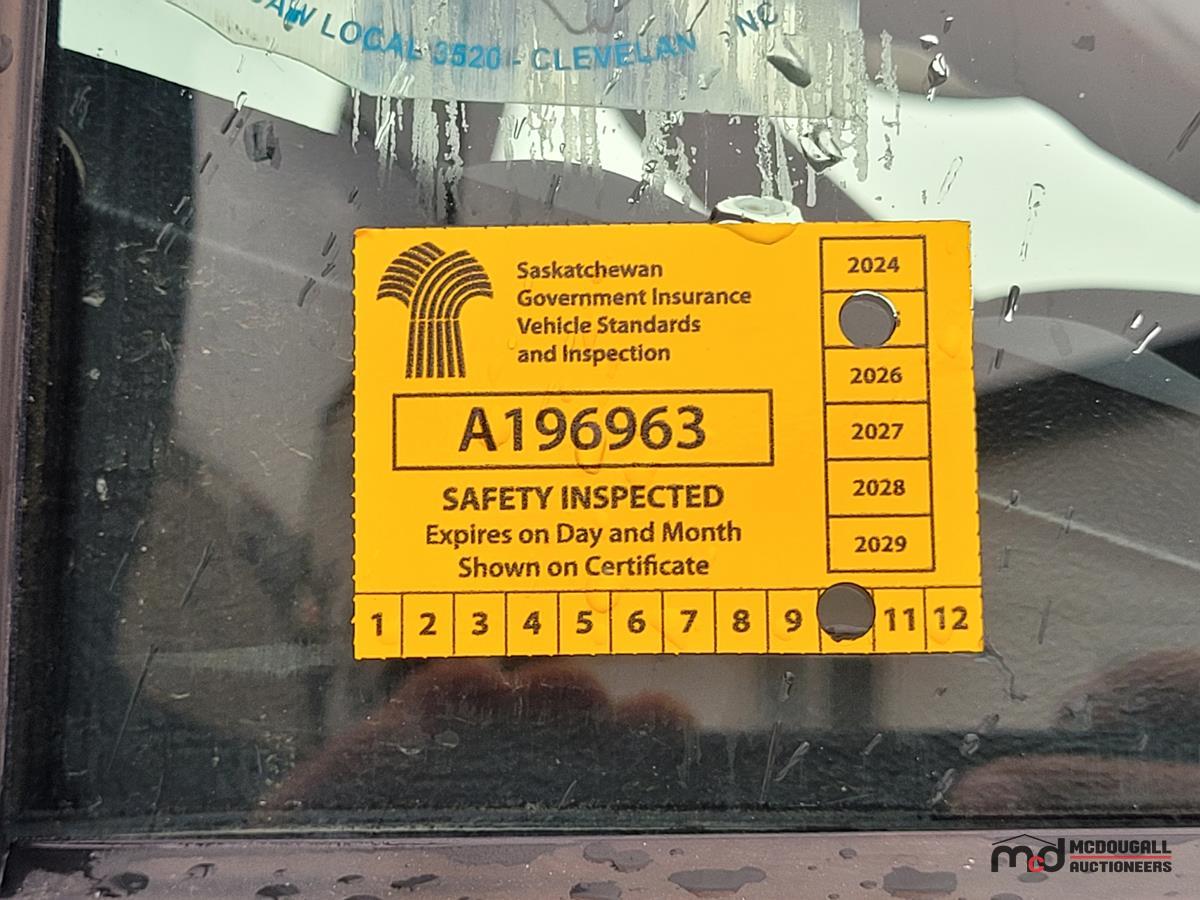 LOCAL 3520 - CLEVELAN NC
Saskatchewan
Government Insurance
Vehicle Standards
and Inspection
A196963
SAFETY INSPECTED
Expires on Day and Month
Shown on Certificate
2024
2026
2027
2028
2029
1 2 3 4 5 6 7 8 9 11 12
mcd MCDOUGALL
AUCTIONEERS